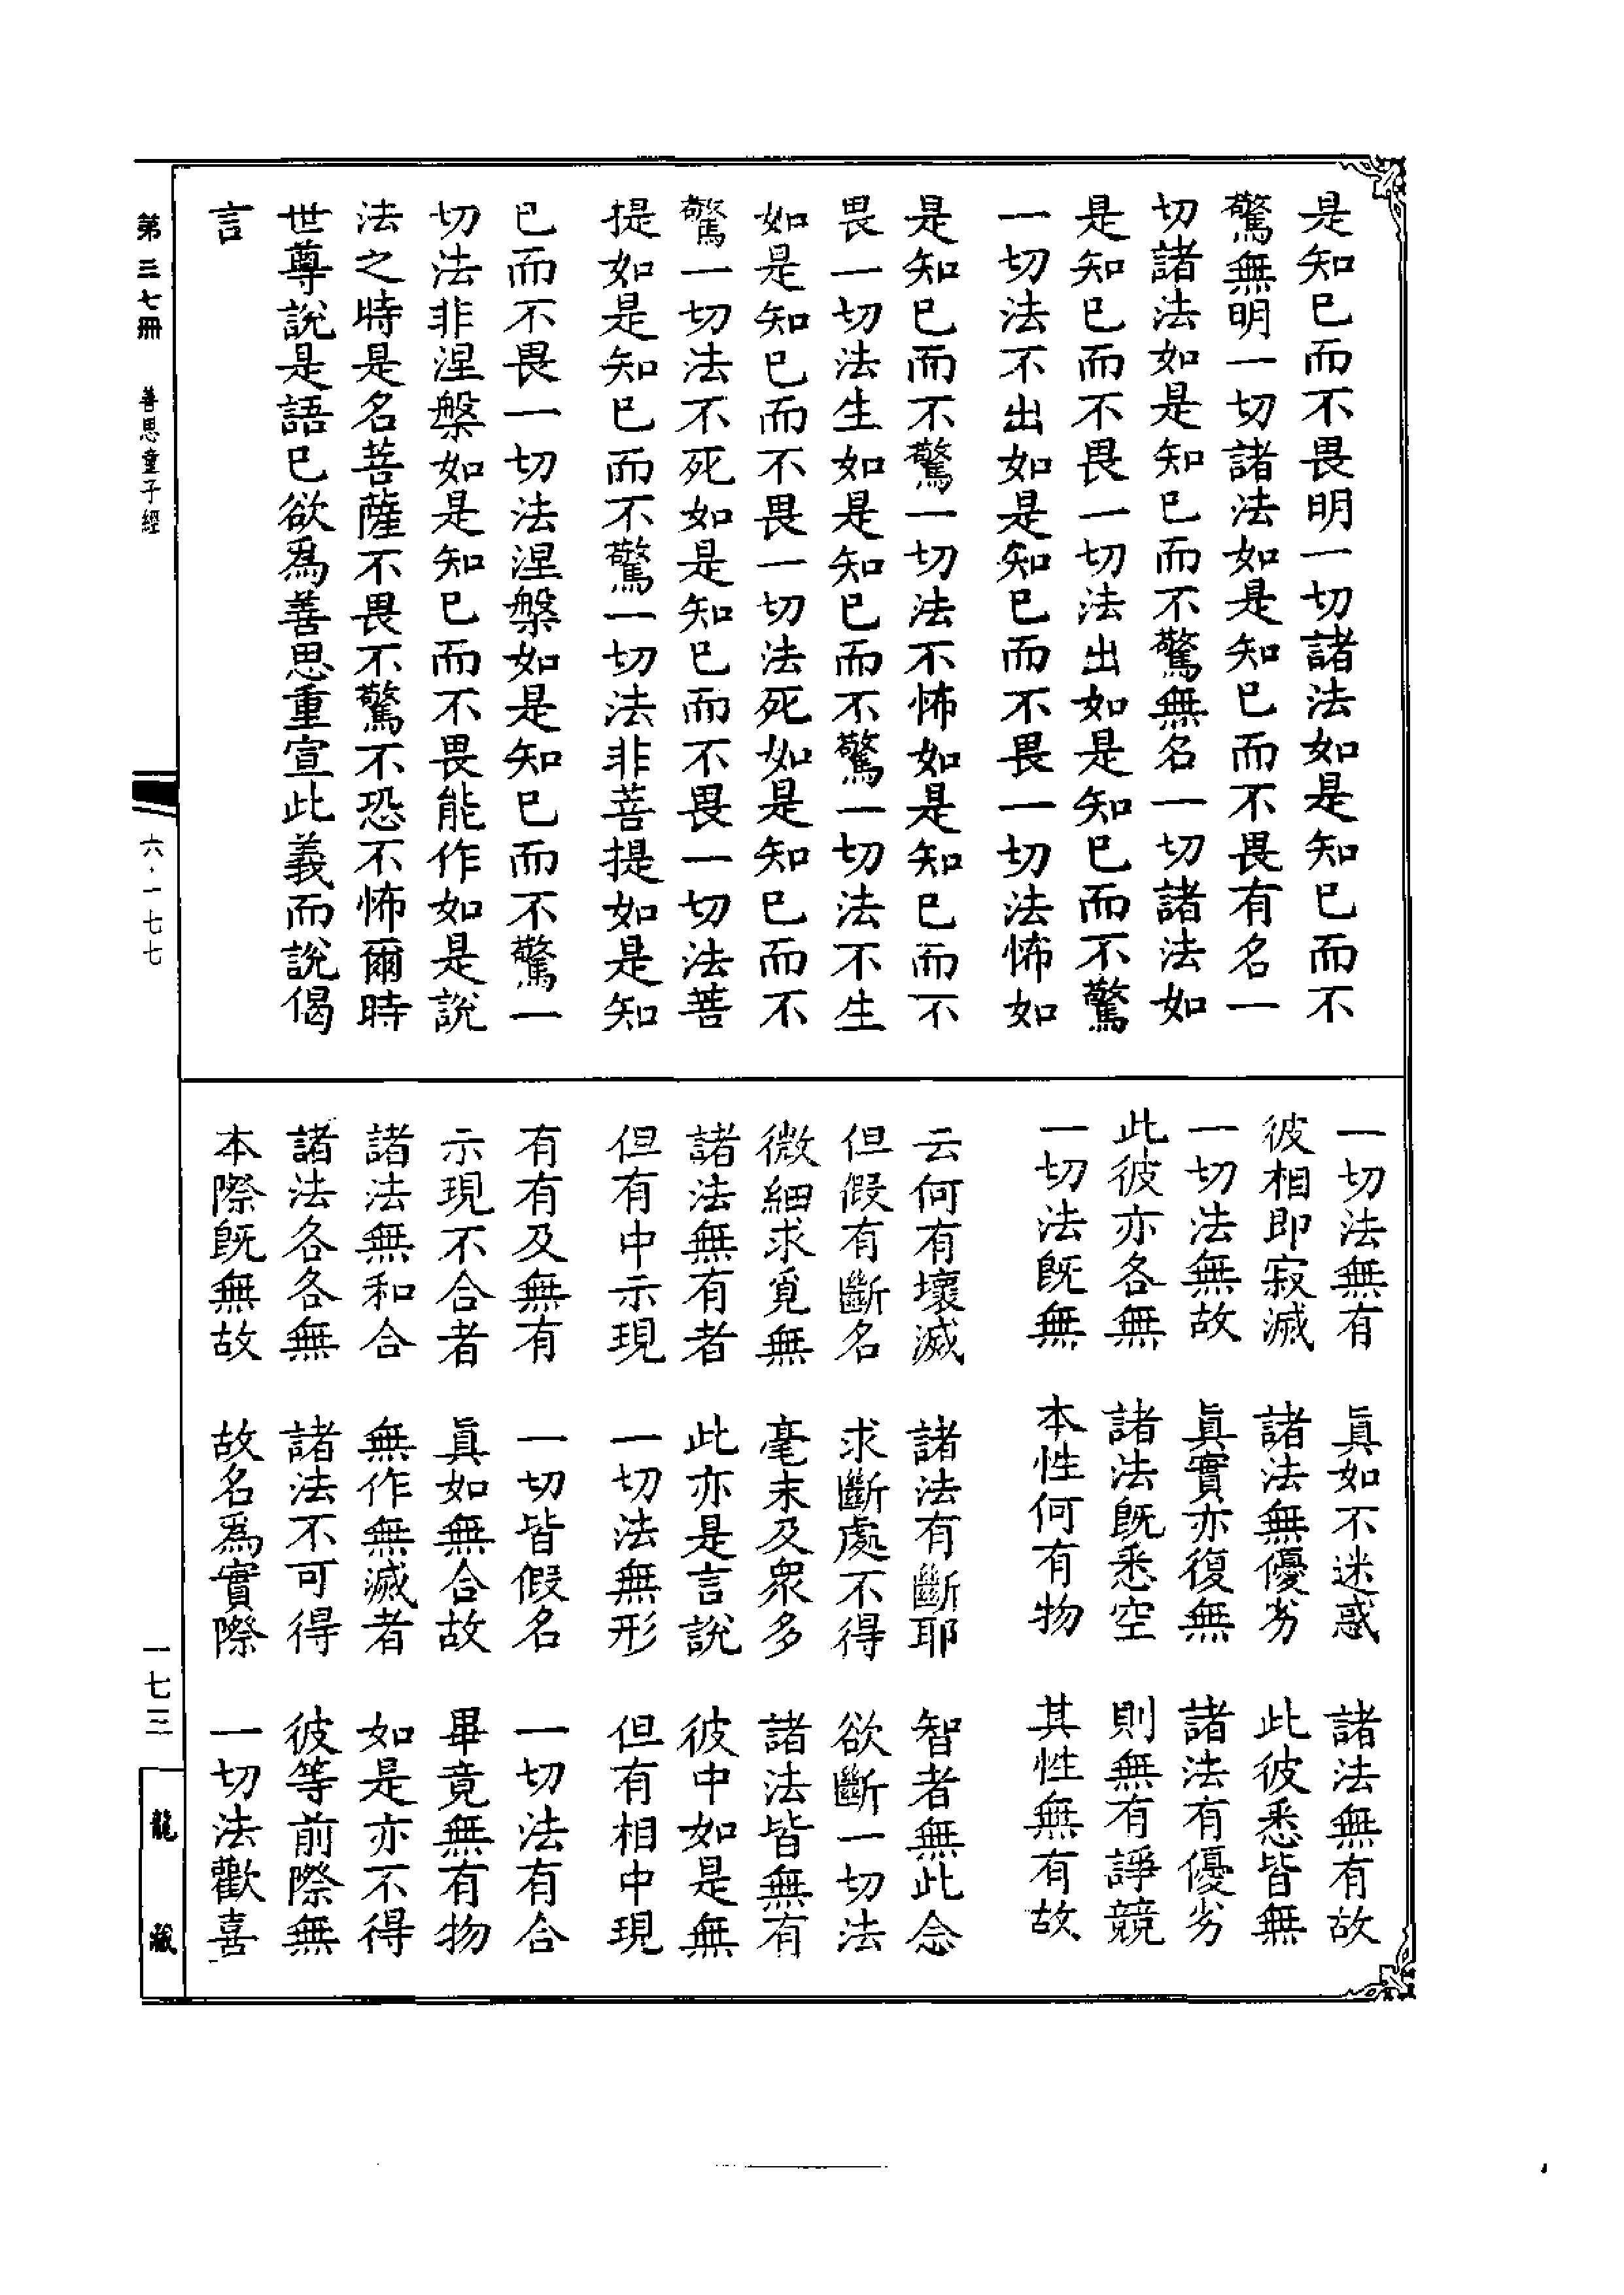 是知已而不畏明一切諸法如是知已而不
驚無明一切諸法如是知已而不畏有名一
切諸法如是知已而不驚無名一切諸法如
是知已而不畏一切法出如是知已而不驚
一切法不出如是知已而不畏一切法怖如
是知已而不驚一切法不怖如是知已而不
畏一切法生如是知已而不驚一切法不生
如是知已而不畏一切法死如是知已而不
驚一切法不死如是知已而不畏一切法菩
提如是知已而不驚一切法非菩提如是知
已而不畏一切法涅槃如是知已而不驚一
切法非涅槃如是知已而不畏能作如是說
法之時是名菩薩不畏不驚不恐不怖爾時
世尊說是語已欲爲善思重宣此義而說偈
言
一切法無有 眞如不迷惑 諸法無有故
彼相即寂滅 諸法無優劣 此彼悉皆無
一切法無故 眞實亦復無 諸法有優劣
此彼亦各無 諸法旣悉空 則無有諍競
一切法旣無 本性何有物 其性無有故
云何有壞滅 諸法有斷耶 智者無此念
但假有斷名 求斷處不得 欲斷一切法
微細求覓無 毫末及衆多 諸法皆無有
諸法無有者 此亦是言說 彼中如是無
但有中示現 一切法無形 但有相中現
有有及無有 一切皆假名 一切法有合
示現不合者 眞如無合故 畢竟無有物
諸法無和合 無作無滅者 如是亦不得
諸法各各無 諸法不可得 彼等前際無
本際旣無故 故名爲實際 一切法歡喜
第三七冊 善思童子經
六·一七七
一七三
龍藏